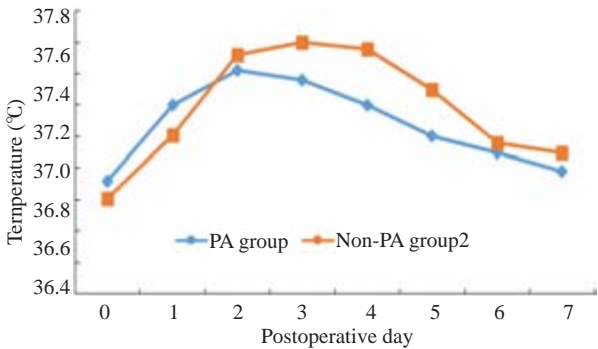 37.8
37.6
37.4
37.2
37.0
36.8
36.6
36.4
Temperature (℃)
PA group
Non-PA group2
0 1 2 3 4 5 6 7
Postoperative day